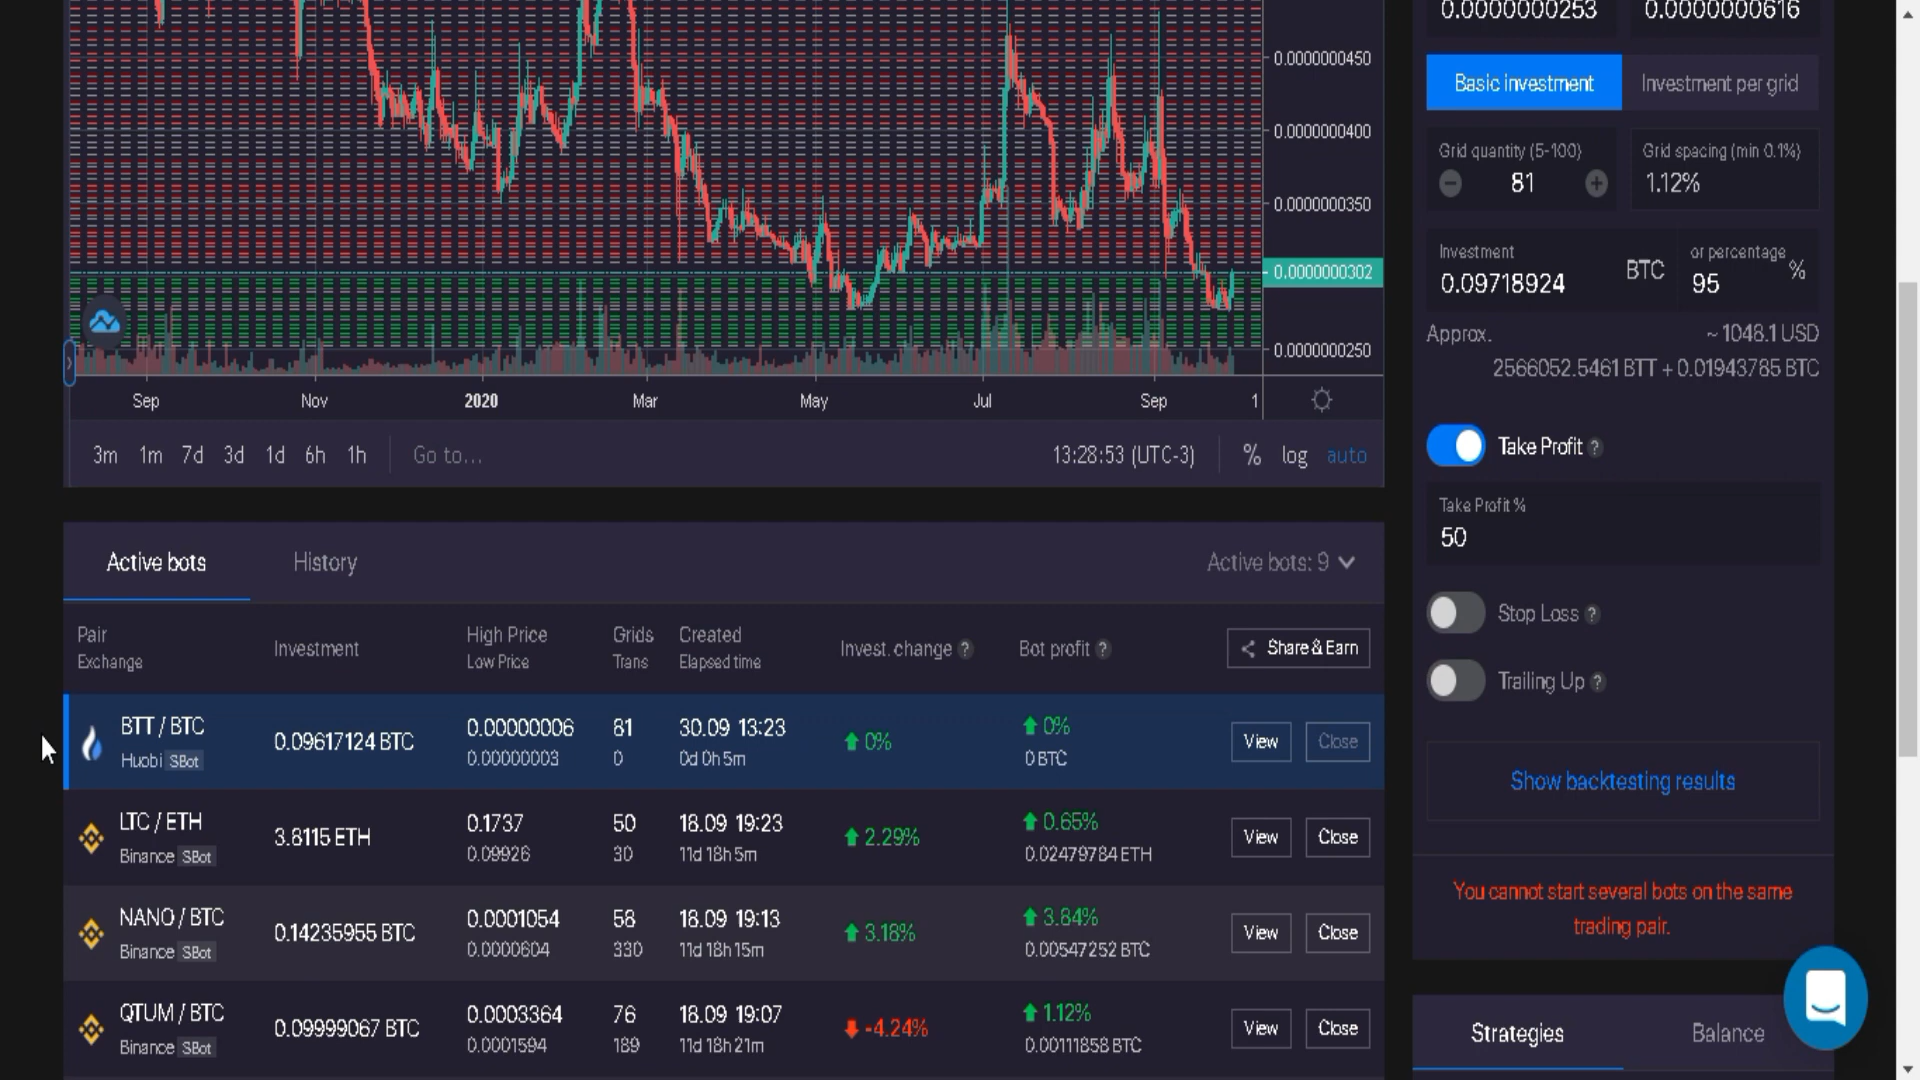 0.0000000253 0.0000000616
0.0000000450
0.0000000400
0.0000000350
0.0000000302
0.0000000250
Sep Nov 2020 Mar May Jul Sep 1
3m 1m 7d 3d 1d 6h 1h Go to... 13:28:53 (UTC-3) % log auto
Basic investment Investment per grid
Grid quantity (5-100) Grid spacing (min 0.1%)
81 1.12%
Investment or percentage
0.09718924 BTC 95 %
Approx. ~ 1048.1 USD
2566052.5461 BTT + 0.01943785 BTC
Take Profit ?
Take Profit %
50
Stop Loss ?
Trailing Up ?
Show backtesting results
You cannot start several bots on the same
trading pair.
Strategies Balance
Active bots History Active bots: 9
Pair Investment High Price Grids Created Invest. change ? Bot profit ? Share & Earn
Exchange Low Price Trans Elapsed time
BTT / BTC 0.09617124 BTC 0.00000006 81 30.09 13:23 0% 0% View Close
Huobi SBot 0.00000003 0 0d 0h 5m 0 BTC
LTC / ETH 3.8115 ETH 0.1737 50 18.09 19:23 2.29% 0.65% View Close
Binance SBot 0.09926 30 11d 18h 5m 0.02479784 ETH
NANO / BTC 0.14235955 BTC 0.0001054 58 18.09 19:13 3.18% 3.84% View Close
Binance SBot 0.0000604 330 11d 18h 15m 0.00547252 BTC
QTUM / BTC 0.09999067 BTC 0.0003364 76 18.09 19:07 -4.24% 1.12% View Close
Binance SBot 0.0001594 189 11d 18h 21m 0.00111858 BTC